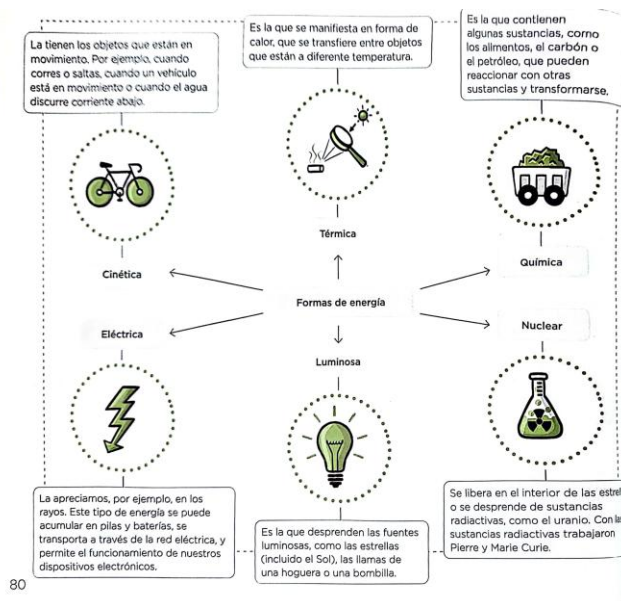 La tienen los objetos que están en
movimiento. Por ejemplo, cuando
corres o saltas, cuando un vehículo
está en movimiento o cuando el agua
discurre corriente abajo.
Es la que se manifiesta en forma de
calor, que se transfiere entre objetos
que están a diferente temperatura.
Es la que contienen
algunas sustancias, como
los alimentos, el carbón o
el petróleo, que pueden
reaccionar con otras
sustancias y transformarse.
Cinética
Térmica
Química
Formas de energía
Eléctrica
Luminosa
Nuclear
La apreciamos, por ejemplo, en los
rayos. Este tipo de energía se puede
acumular en pilas y baterías, se
transporta a través de la red eléctrica, y
permite el funcionamiento de nuestros
dispositivos electrónicos.
Es la que desprenden las fuentes
luminosas, como las estrellas
(incluido el Sol), las llamas de
una hoguera o una bombilla.
Se libera en el interior de las
o se desprende de sustancias
radiactivas, como el uranio. Con
sustancias radiactivas trabajaron
Pierre y Marie Curie.
80